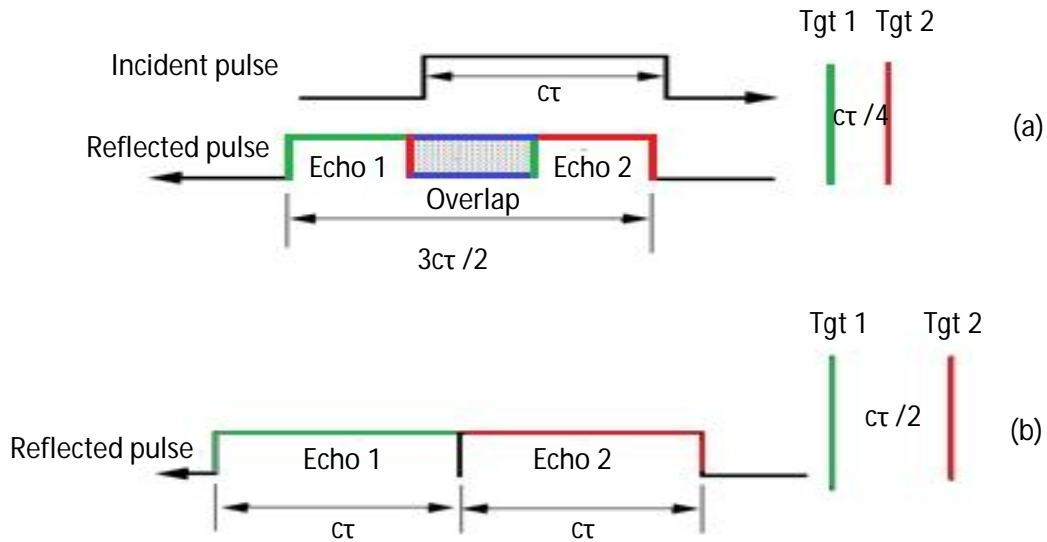 Tgt 1 Tgt 2
Incident pulse
cτ
cτ /4
(a)
Reflected pulse
Echo 1
Echo 2
Overlap
3cτ /2
Tgt 1 Tgt 2
cτ /2
(b)
Reflected pulse
Echo 1
Echo 2
cτ
cτ